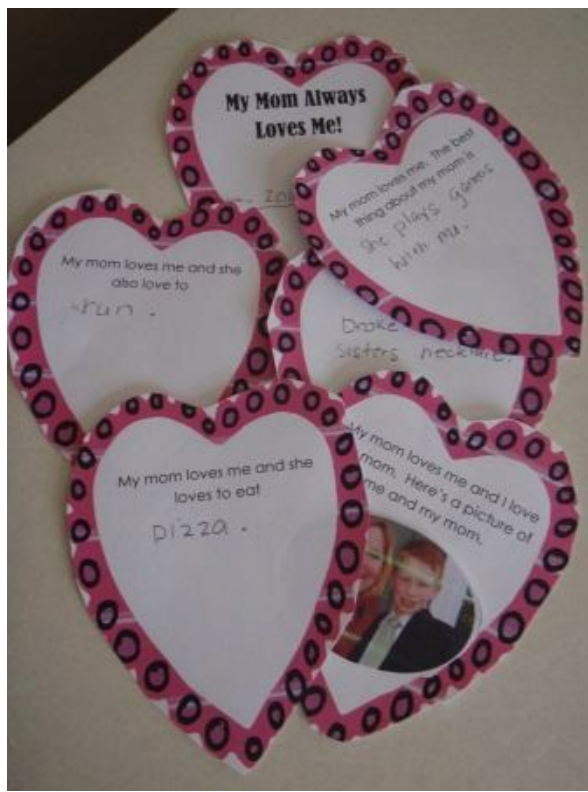 My Mom Always
Loves Me!
My mom loves me. The best
thing about my mom is
She plays games
with me.
My mom loves me and she
also love to
run.
Broke
sisters necklace.
My mom loves me and she
loves to eat
pizza.
My mom loves me and I love
mom. Here's a picture of
me and my mom.